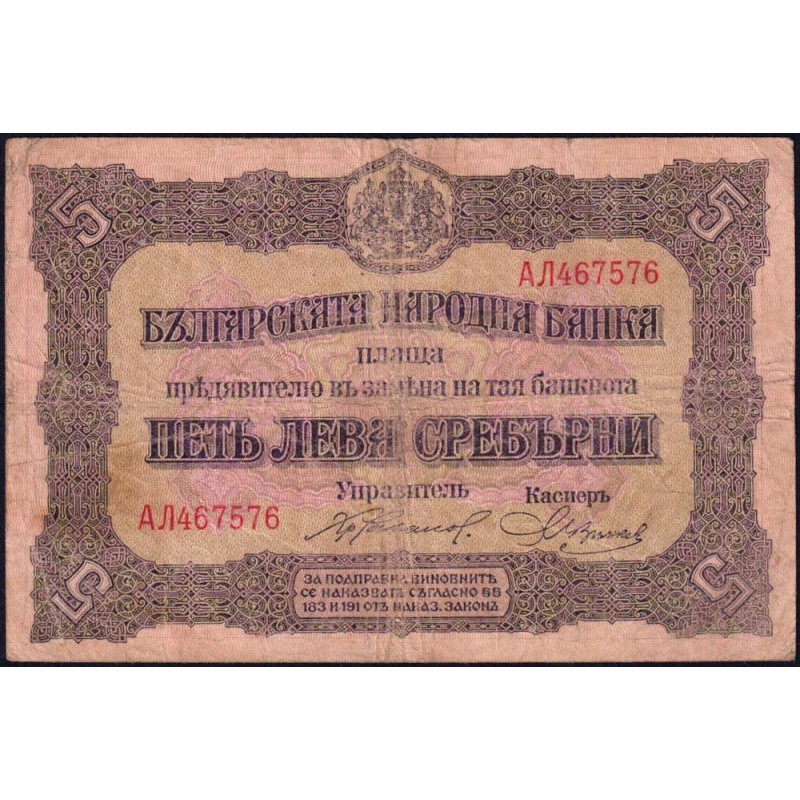 5 5
АЛ467576
БЪЛГАРСКАТА НАРОДНА БАНКА
плаща
прѣдявителю въ замѣна на тая банкнота
ПЕТЬ ЛЕВА СРЕБЪРНИ
Управитель Касиеръ
АЛ467576
ЗА ПОДПРАВКА ВИНОВНИТѢ
СЕ НАКАЗВАТЪ СЪГЛАСНО §§
183 И 191 ОТЪ НАКАЗ. ЗАКОНЪ
5 5